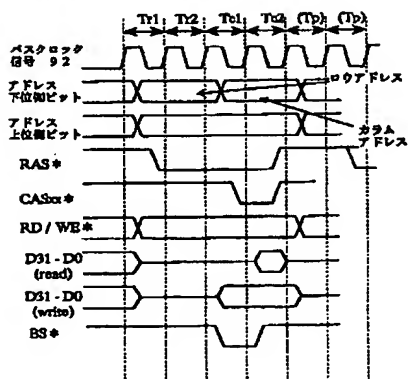 Tr1 Tr2 Tc1 Tc2 (Tp) (Tp)
バスクロック
信号 92
アドレス
下位側ビット
ロウアドレス
アドレス
上位側ビット
カラム
アドレス
RAS*
CASxx*
RD / WE*
D31 - D0
(read)
D31 - D0
(write)
BS*